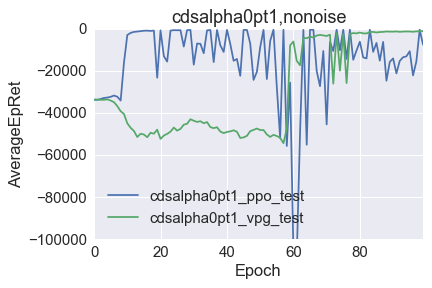 cdsalpha0pt1,nonoise
AverageEpRet
0
−20000
−40000
−60000
−80000
−100000
cdsalpha0pt1_ppo_test
cdsalpha0pt1_vpg_test
0 20 40 60 80
Epoch